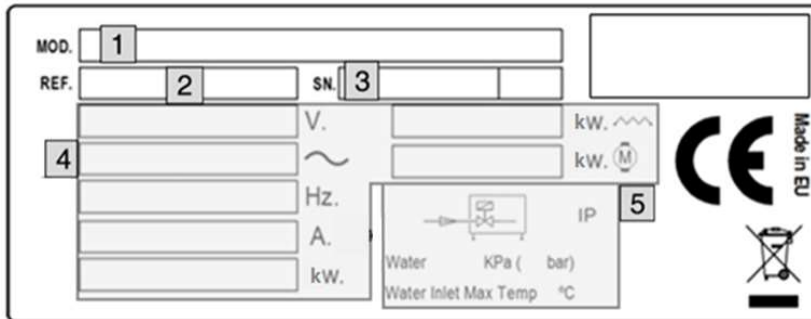 MOD. 1
REF. 2 SN. 3
V. kw.
4 kw. M
Hz.
A.
kw.
IP 5
Water KPa ( bar)
Water Inlet Max Temp ºC
CE
Made in EU